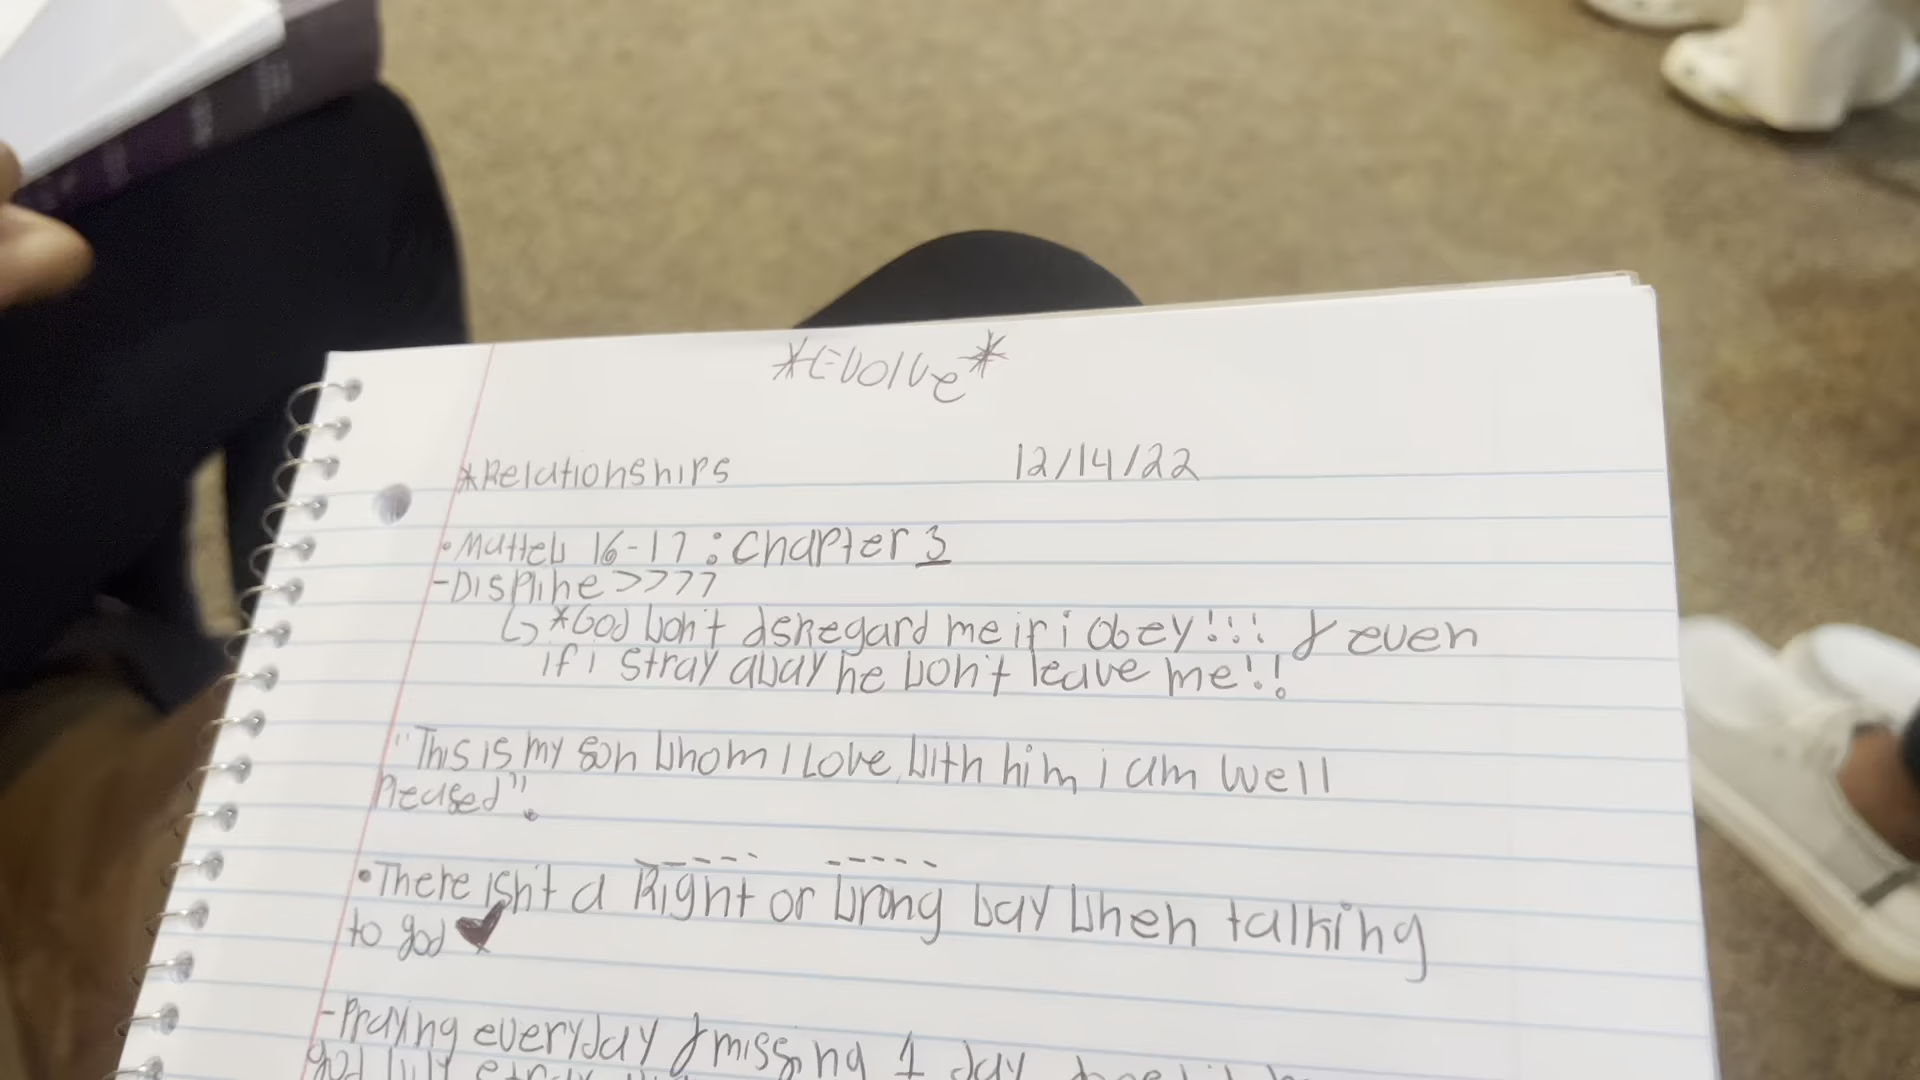 *Evolve*
*Relationships 12/14/22
•Mattew 16-17: Chapter 3
-Displine >>>>
↳ *God won't disregard me if i obey!!! & even
if i stray away he won't leave me!!
"This is my son whom I Love, with him i am well
Pleased".
•There isn't a Right or wrong way when talking
to god ♥
-Praying everyday & missing 1 day
god